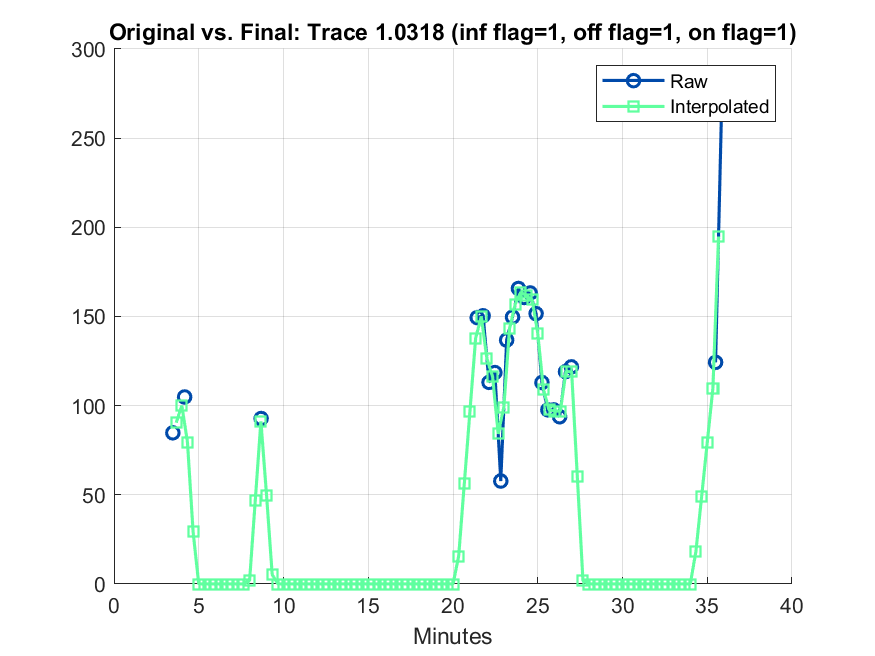 Original vs. Final: Trace 1.0318 (inf flag=1, off flag=1, on flag=1)
300
Raw
Interpolated
250
200
150
100
50
0
0 5 10 15 20 25 30 35 40
Minutes